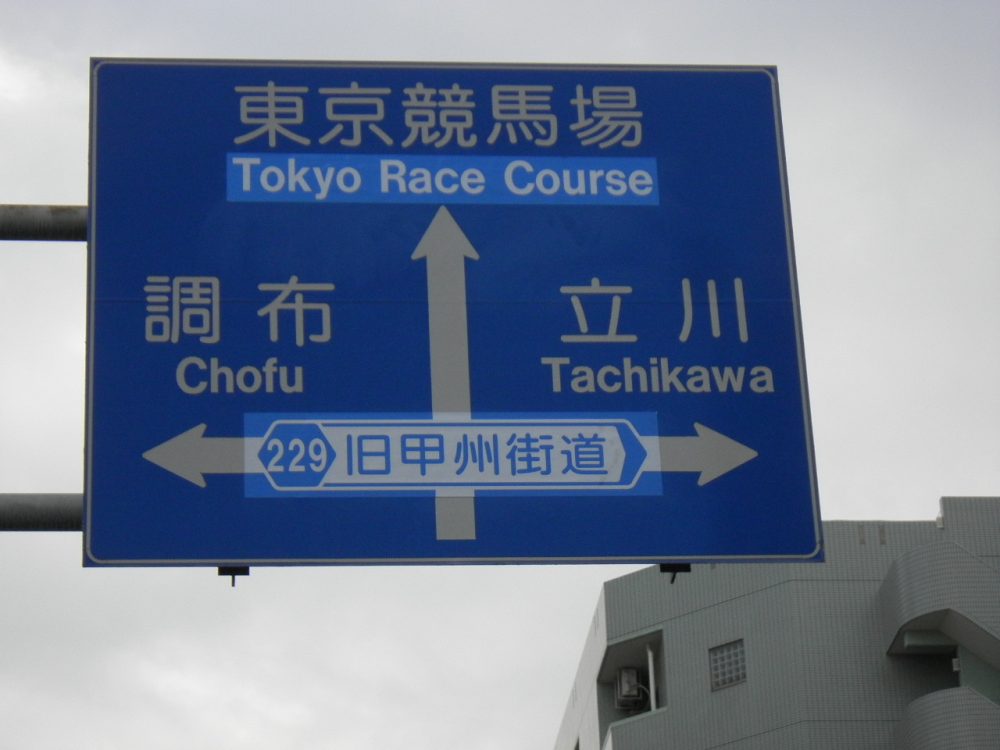 東京競馬場
Tokyo Race Course
調布
Chofu
立川
Tachikawa
229 旧甲州街道